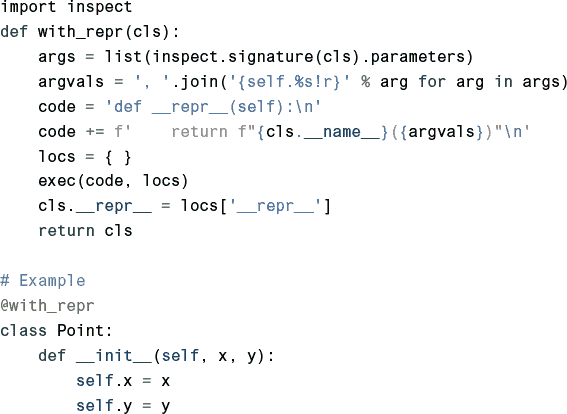 import inspect
def with_repr(cls):
    args = list(inspect.signature(cls).parameters)
    argvals = ', '.join('{self.%s!r}' % arg for arg in args)
    code = 'def __repr__(self):\n'
    code += f'    return f"{cls.__name__}({argvals})"\n'
    locs = { }
    exec(code, locs)
    cls.__repr__ = locs['__repr__']
    return cls

# Example
@with_repr
class Point:
    def __init__(self, x, y):
        self.x = x
        self.y = y